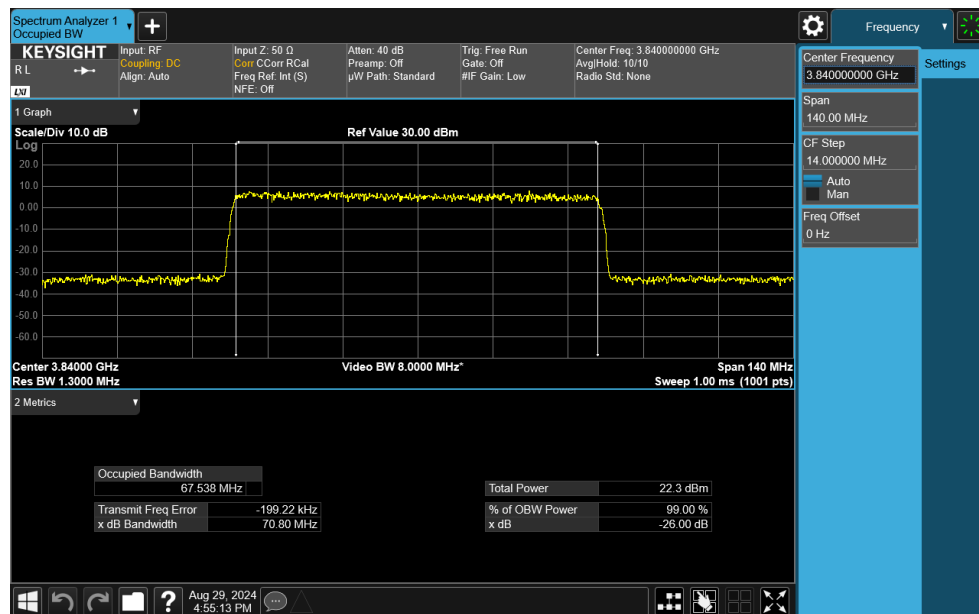 Spectrum Analyzer 1
Occupied BW
Frequency
KEYSIGHT
R L
LXI
Input: RF
Coupling: DC
Align: Auto
Input Z: 50 Ω
Corr CCorr RCal
Freq Ref: Int (S)
NFE: Off
Atten: 40 dB
Preamp: Off
µW Path: Standard
Trig: Free Run
Gate: Off
#IF Gain: Low
Center Freq: 3.840000000 GHz
Avg|Hold: 10/10
Radio Std: None
Center Frequency
3.840000000 GHz
Settings
Span
140.00 MHz
CF Step
14.000000 MHz
Auto
Man
Freq Offset
0 Hz
1 Graph
Scale/Div 10.0 dB
Ref Value 30.00 dBm
Log
20.0
10.0
0.00
-10.0
-20.0
-30.0
-40.0
-50.0
-60.0
Center 3.84000 GHz
Video BW 8.0000 MHz*
Span 140 MHz
Res BW 1.3000 MHz
Sweep 1.00 ms (1001 pts)
2 Metrics
Occupied Bandwidth
67.538 MHz
Total Power 22.3 dBm
Transmit Freq Error -199.22 kHz
% of OBW Power 99.00 %
x dB Bandwidth 70.80 MHz
x dB -26.00 dB
Aug 29, 2024
4:55:13 PM